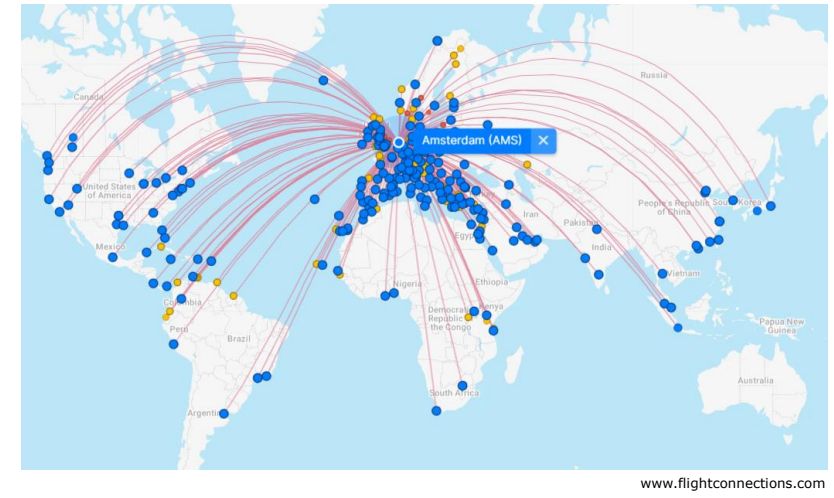 Russia
Canada
Amsterdam (AMS) ×
United States
of America
People's Republic
of China
South Korea
Iran
Pakistan
Mexico
Egyp
India
Vietnam
Nigeria
Ethiopia
Colombia
Democratic
Republic of
the Congo
Kenya
Papua New
Guinea
Peru
Brazil
Australia
South Africa
Argentin
www.flightconnections.com